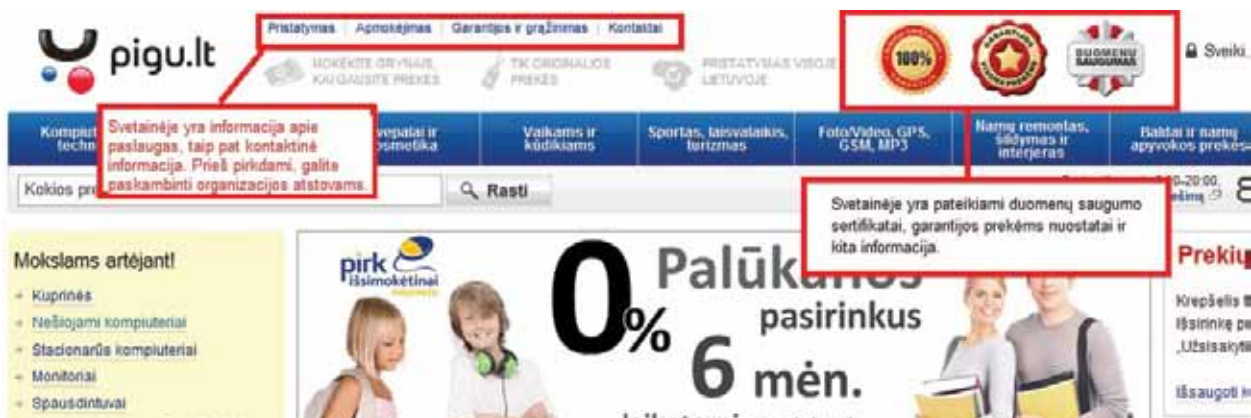 Pristatymas | Apmokėjimas | Garantijos ir grąžinimas | Kontaktai
pigu.lt
MOKĖKITE GRYNAIS,
KAI GAUSITE PREKES
TIK ORIGINALIOS
PREKĖS
PRISTATYMAS VISOJE
LIETUVOJE
100%
GARANTIJOS
DUOMENŲ
SAUGUMAS
Sveiki,
Svetainėje yra informacija apie
paslaugas, taip pat kontaktinė
informacija. Prieš pirkdami, galite
paskambinti organizacijos atstovams.
Vaikams ir
kūdikiams
Sportas, laisvalaikis,
turizmas
Foto/Video, GPS,
GSM, MP3
Namų remontas,
šildymas ir
interjeras
Baldai ir namų
apyvokos prekės
Rasti
Svetainėje yra pateikiami duomenų saugumo
sertifikatai, garantijos prekėms nuostatai ir
kita informacija.
Mokslams artėjant!
Kuprinės
Nešiojami kompiuteriai
Stacionarūs kompiuteriai
Monitoriai
Spausdintuvai
pirk
išsimokėtinai
0%
pasirinkus
6 mėn.
Krepšelis
Išsirinkę
Išsaugoti